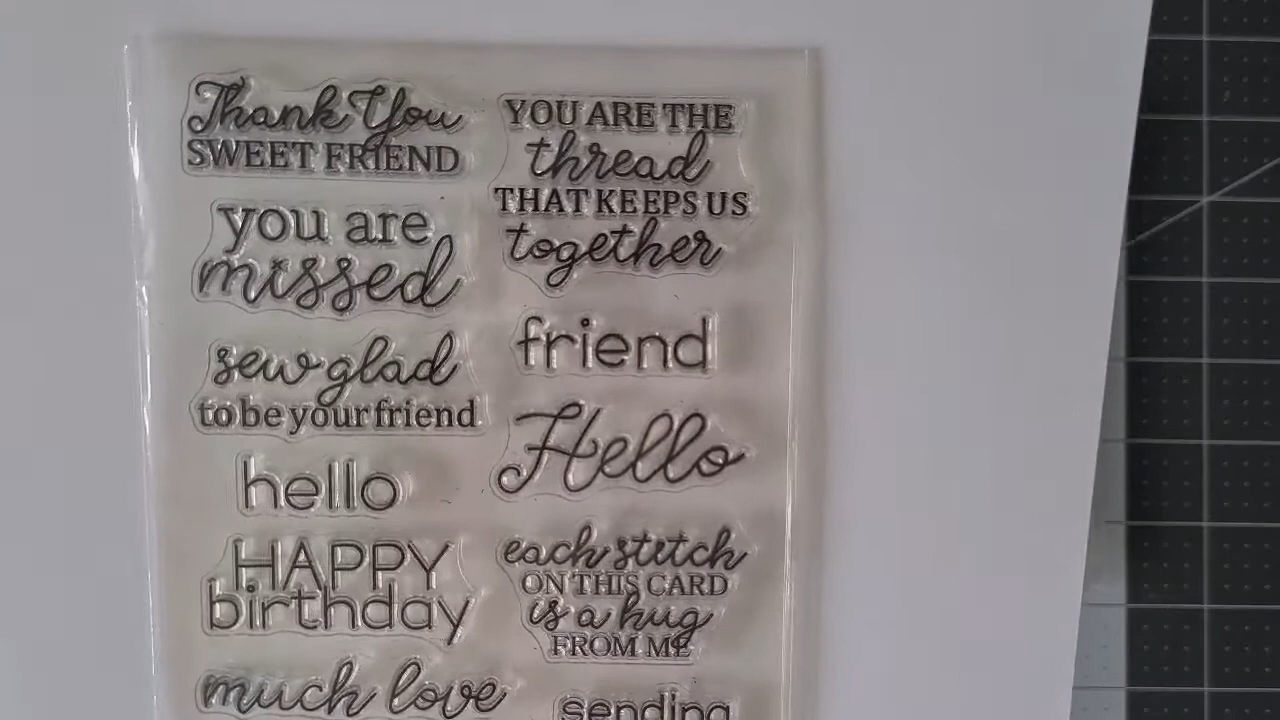 Thank You
SWEET FRIEND
you are
missed
sew glad
to be your friend
hello
HAPPY
birthday
much love
YOU ARE THE
thread
THAT KEEPS US
together
friend
Hello
each stitch
ON THIS CARD
is a hug
FROM ME
sending